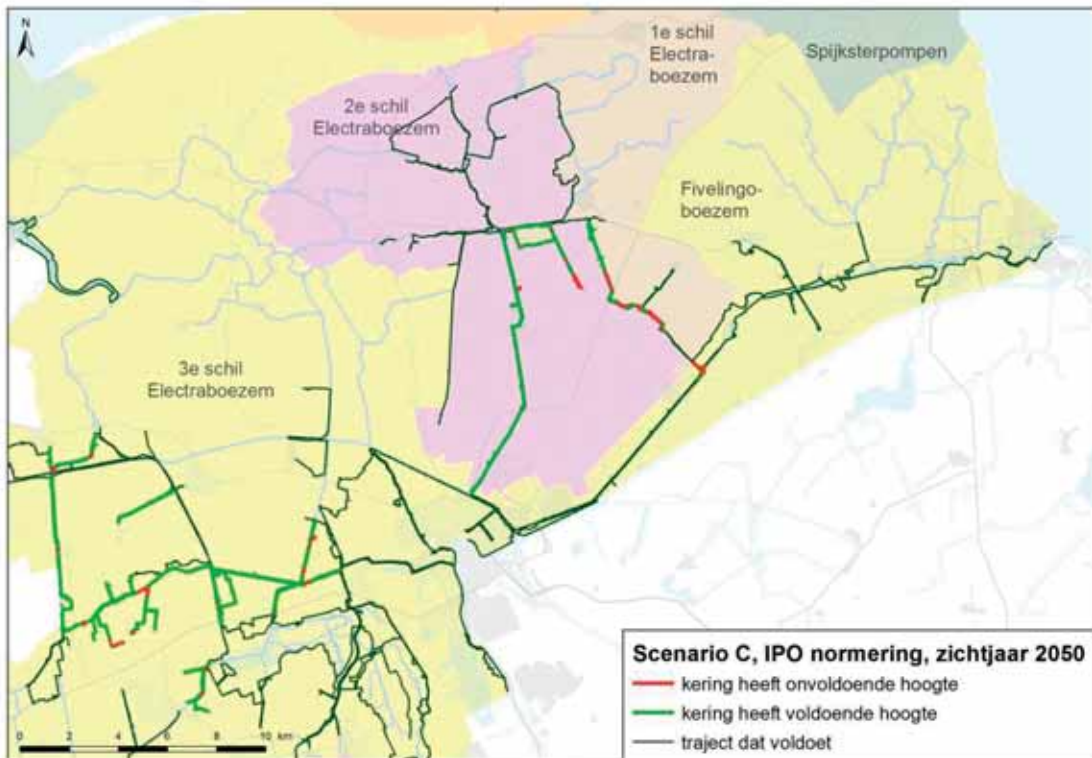 N
1e schil
Electra-
boezem
Spijksterpompen
2e schil
Electraboezem
Fivelingo-
boezem
3e schil
Electraboezem
Scenario C, IPO normering, zichtjaar 2050
kering heeft onvoldoende hoogte
kering heeft voldoende hoogte
traject dat voldoet
0 2 4 6 8 10 km